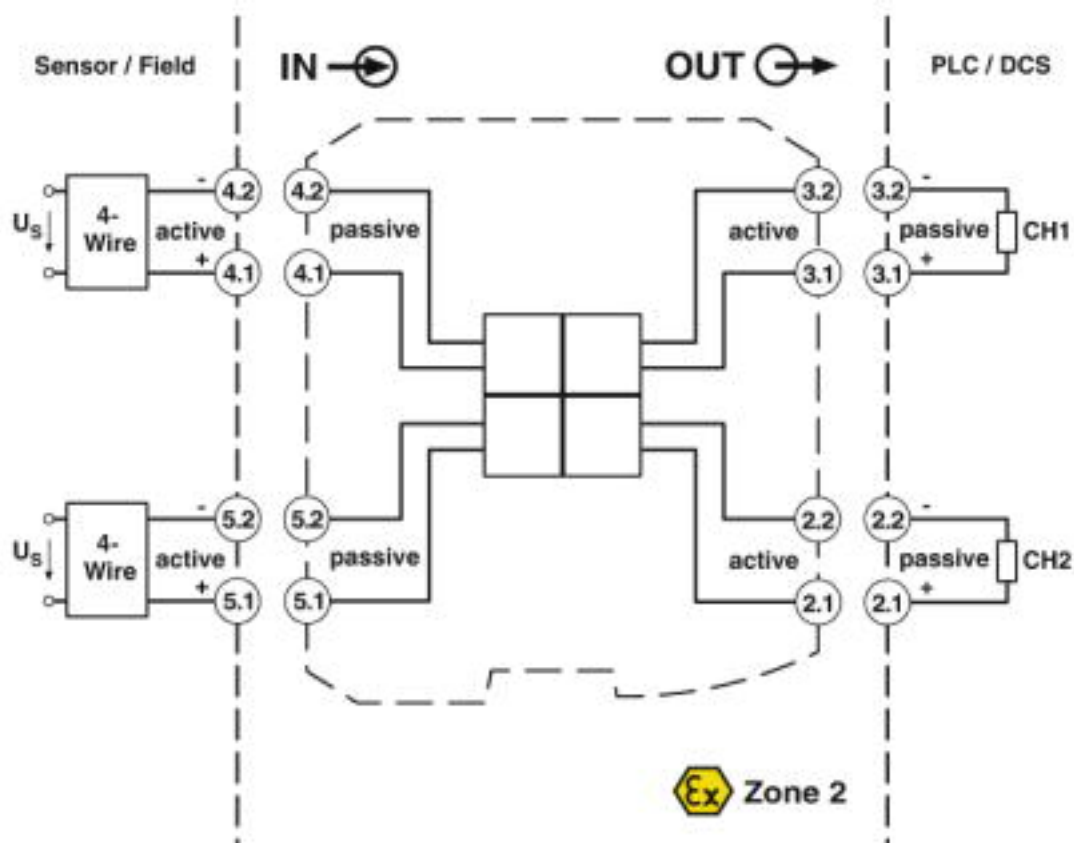 Sensor / Field IN OUT PLC / DCS
- 4.2 4.2 3.2 3.2 -
US 4-Wire active passive active passive CH1
+ 4.1 4.1 3.1 3.1 +
- 5.2 5.2 2.2 2.2 -
US 4-Wire active passive active passive CH2
+ 5.1 5.1 2.1 2.1 +
Ex Zone 2